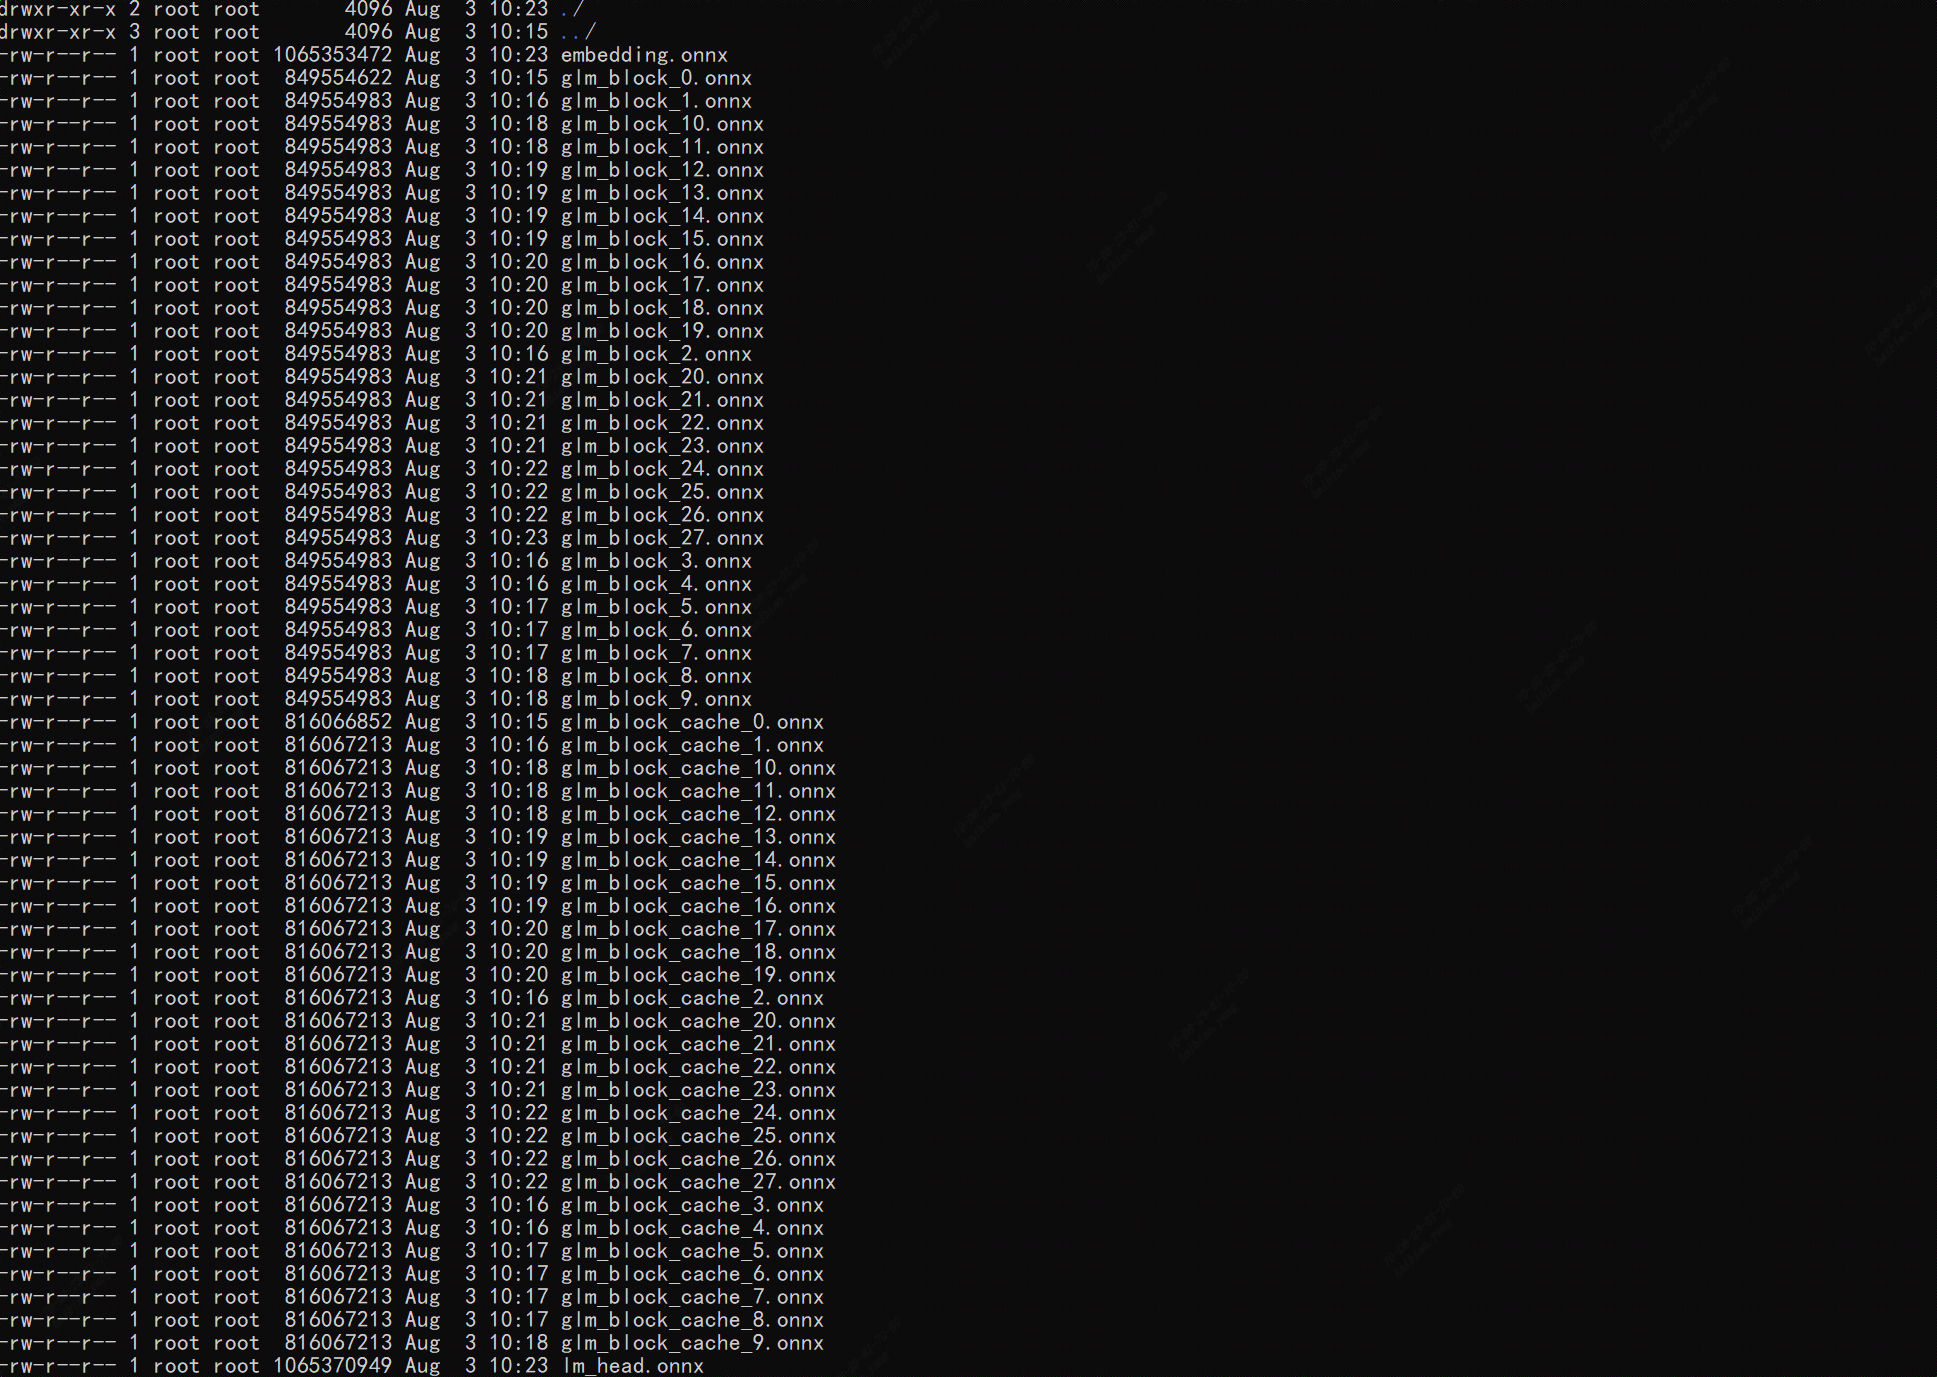 drwxr-xr-x 2 root root       4096 Aug  3 10:23 ./
drwxr-xr-x 3 root root       4096 Aug  3 10:15 ../
-rw-r--r-- 1 root root 1065353472 Aug  3 10:23 embedding.onnx
-rw-r--r-- 1 root root  849554622 Aug  3 10:15 glm_block_0.onnx
-rw-r--r-- 1 root root  849554983 Aug  3 10:16 glm_block_1.onnx
-rw-r--r-- 1 root root  849554983 Aug  3 10:18 glm_block_10.onnx
-rw-r--r-- 1 root root  849554983 Aug  3 10:18 glm_block_11.onnx
-rw-r--r-- 1 root root  849554983 Aug  3 10:19 glm_block_12.onnx
-rw-r--r-- 1 root root  849554983 Aug  3 10:19 glm_block_13.onnx
-rw-r--r-- 1 root root  849554983 Aug  3 10:19 glm_block_14.onnx
-rw-r--r-- 1 root root  849554983 Aug  3 10:19 glm_block_15.onnx
-rw-r--r-- 1 root root  849554983 Aug  3 10:20 glm_block_16.onnx
-rw-r--r-- 1 root root  849554983 Aug  3 10:20 glm_block_17.onnx
-rw-r--r-- 1 root root  849554983 Aug  3 10:20 glm_block_18.onnx
-rw-r--r-- 1 root root  849554983 Aug  3 10:20 glm_block_19.onnx
-rw-r--r-- 1 root root  849554983 Aug  3 10:16 glm_block_2.onnx
-rw-r--r-- 1 root root  849554983 Aug  3 10:21 glm_block_20.onnx
-rw-r--r-- 1 root root  849554983 Aug  3 10:21 glm_block_21.onnx
-rw-r--r-- 1 root root  849554983 Aug  3 10:21 glm_block_22.onnx
-rw-r--r-- 1 root root  849554983 Aug  3 10:21 glm_block_23.onnx
-rw-r--r-- 1 root root  849554983 Aug  3 10:22 glm_block_24.onnx
-rw-r--r-- 1 root root  849554983 Aug  3 10:22 glm_block_25.onnx
-rw-r--r-- 1 root root  849554983 Aug  3 10:22 glm_block_26.onnx
-rw-r--r-- 1 root root  849554983 Aug  3 10:23 glm_block_27.onnx
-rw-r--r-- 1 root root  849554983 Aug  3 10:16 glm_block_3.onnx
-rw-r--r-- 1 root root  849554983 Aug  3 10:16 glm_block_4.onnx
-rw-r--r-- 1 root root  849554983 Aug  3 10:17 glm_block_5.onnx
-rw-r--r-- 1 root root  849554983 Aug  3 10:17 glm_block_6.onnx
-rw-r--r-- 1 root root  849554983 Aug  3 10:17 glm_block_7.onnx
-rw-r--r-- 1 root root  849554983 Aug  3 10:18 glm_block_8.onnx
-rw-r--r-- 1 root root  849554983 Aug  3 10:18 glm_block_9.onnx
-rw-r--r-- 1 root root  816066852 Aug  3 10:15 glm_block_cache_0.onnx
-rw-r--r-- 1 root root  816067213 Aug  3 10:16 glm_block_cache_1.onnx
-rw-r--r-- 1 root root  816067213 Aug  3 10:18 glm_block_cache_10.onnx
-rw-r--r-- 1 root root  816067213 Aug  3 10:18 glm_block_cache_11.onnx
-rw-r--r-- 1 root root  816067213 Aug  3 10:18 glm_block_cache_12.onnx
-rw-r--r-- 1 root root  816067213 Aug  3 10:19 glm_block_cache_13.onnx
-rw-r--r-- 1 root root  816067213 Aug  3 10:19 glm_block_cache_14.onnx
-rw-r--r-- 1 root root  816067213 Aug  3 10:19 glm_block_cache_15.onnx
-rw-r--r-- 1 root root  816067213 Aug  3 10:19 glm_block_cache_16.onnx
-rw-r--r-- 1 root root  816067213 Aug  3 10:20 glm_block_cache_17.onnx
-rw-r--r-- 1 root root  816067213 Aug  3 10:20 glm_block_cache_18.onnx
-rw-r--r-- 1 root root  816067213 Aug  3 10:20 glm_block_cache_19.onnx
-rw-r--r-- 1 root root  816067213 Aug  3 10:16 glm_block_cache_2.onnx
-rw-r--r-- 1 root root  816067213 Aug  3 10:21 glm_block_cache_20.onnx
-rw-r--r-- 1 root root  816067213 Aug  3 10:21 glm_block_cache_21.onnx
-rw-r--r-- 1 root root  816067213 Aug  3 10:21 glm_block_cache_22.onnx
-rw-r--r-- 1 root root  816067213 Aug  3 10:21 glm_block_cache_23.onnx
-rw-r--r-- 1 root root  816067213 Aug  3 10:22 glm_block_cache_24.onnx
-rw-r--r-- 1 root root  816067213 Aug  3 10:22 glm_block_cache_25.onnx
-rw-r--r-- 1 root root  816067213 Aug  3 10:22 glm_block_cache_26.onnx
-rw-r--r-- 1 root root  816067213 Aug  3 10:22 glm_block_cache_27.onnx
-rw-r--r-- 1 root root  816067213 Aug  3 10:16 glm_block_cache_3.onnx
-rw-r--r-- 1 root root  816067213 Aug  3 10:16 glm_block_cache_4.onnx
-rw-r--r-- 1 root root  816067213 Aug  3 10:17 glm_block_cache_5.onnx
-rw-r--r-- 1 root root  816067213 Aug  3 10:17 glm_block_cache_6.onnx
-rw-r--r-- 1 root root  816067213 Aug  3 10:17 glm_block_cache_7.onnx
-rw-r--r-- 1 root root  816067213 Aug  3 10:17 glm_block_cache_8.onnx
-rw-r--r-- 1 root root  816067213 Aug  3 10:18 glm_block_cache_9.onnx
-rw-r--r-- 1 root root 1065370949 Aug  3 10:23 lm_head.onnx